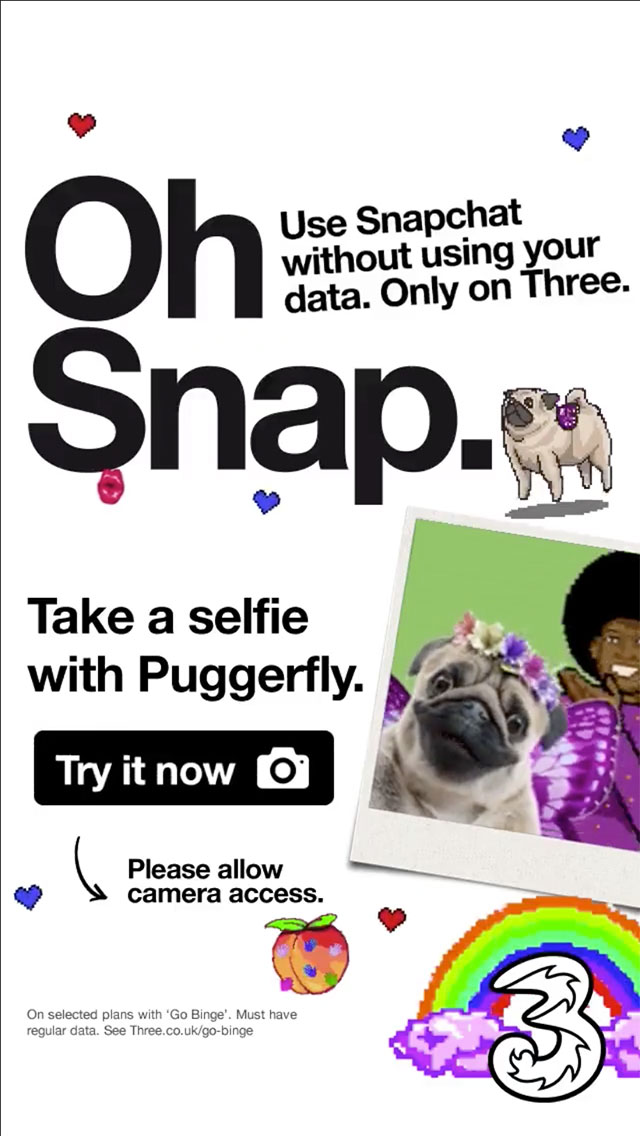 Oh
Use Snapchat
without using your
data. Only on Three.
Snap.
Take a selfie
with Puggerfly.
Try it now
Please allow
camera access.
On selected plans with ‘Go Binge’. Must have
regular data. See Three.co.uk/go-binge
3